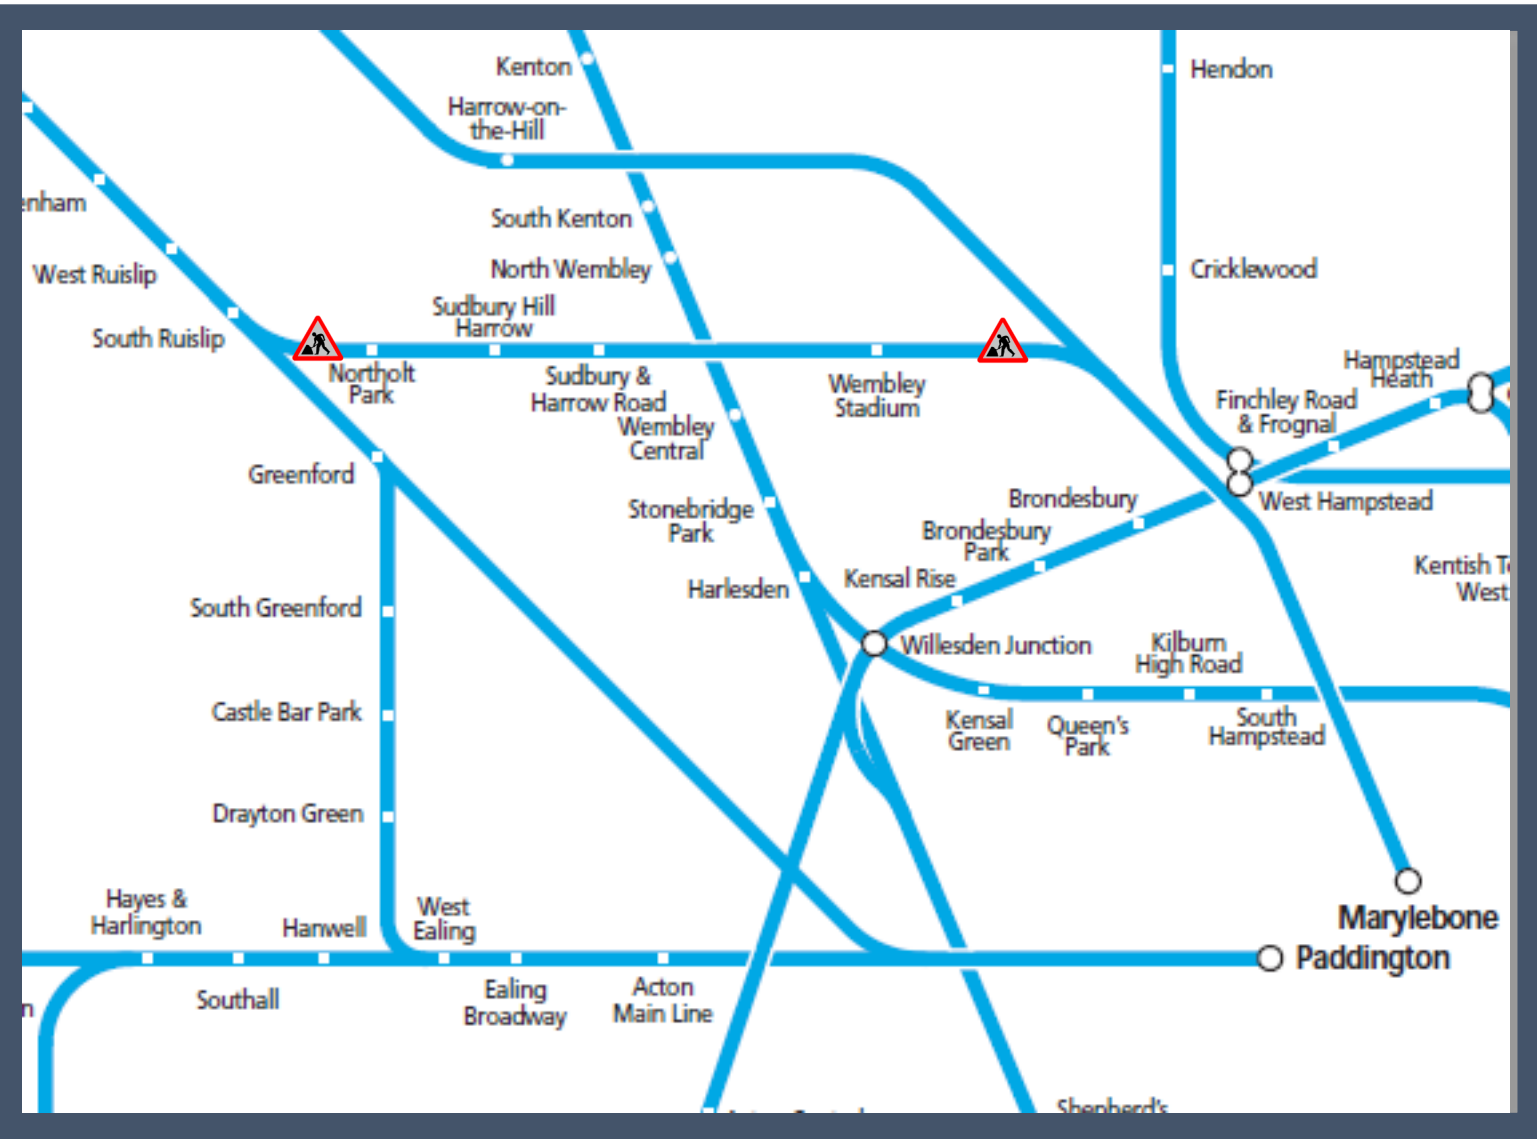 Kenton
Hendon
Harrow-on-
the-Hill
enham
South Kenton
West Ruislip
North Wembley
Cricklewood
Sudbury Hill
Harrow
South Ruislip
Northolt
Park
Sudbury &
Harrow Road
Wembley
Stadium
Hampstead
Heath
Finchley Road
& Frognal
Wembley
Central
Greenford
Stonebridge
Park
Brondesbury
West Hampstead
Brondesbury
Park
Kentish T
West
Harlesden
Kensal Rise
South Greenford
Willesden Junction
Kilburn
High Road
Castle Bar Park
Kensal
Green
Queen's
Park
South
Hampstead
Drayton Green
Hayes &
Harlington
Hanwell
West
Ealing
Marylebone
Paddington
Southall
n
Ealing
Broadway
Acton
Main Line
Shepherd's